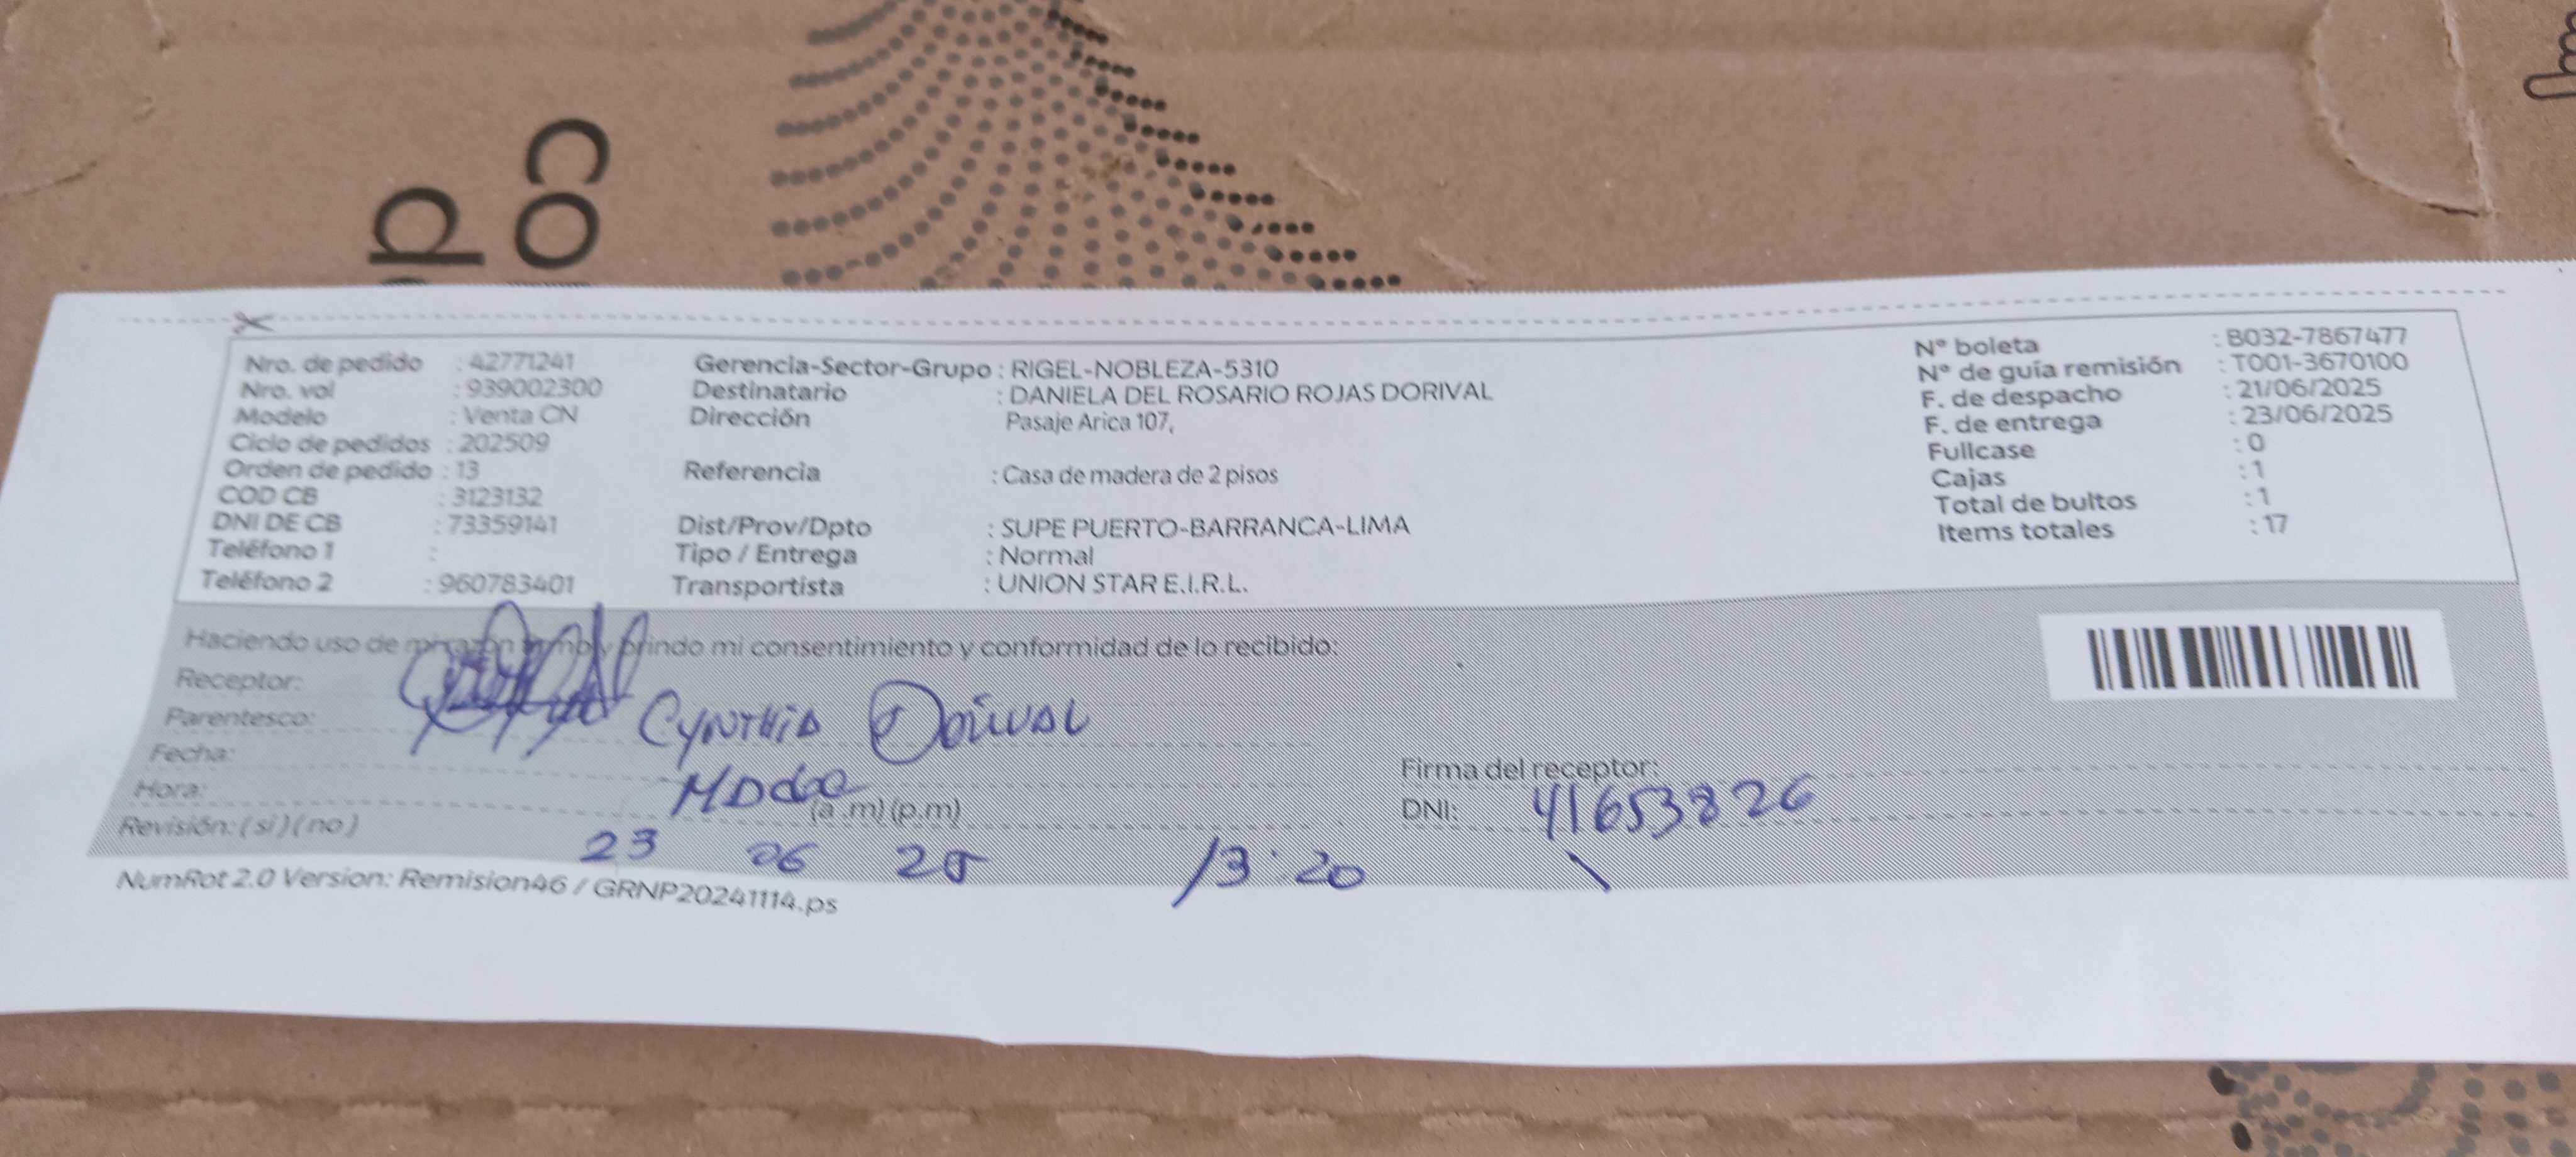 Nro. de pedido : 42771241
Nro. vol : 939002300
Modelo : Venta CN
Ciclo de pedidos : 202509
Orden de pedido : 13
COD CB : 3123132
DNI DE CB : 73359141
Teléfono 1 :
Teléfono 2 : 960783401
Gerencia-Sector-Grupo : RIGEL-NOBLEZA-5310
Destinatario : DANIELA DEL ROSARIO ROJAS DORIVAL
Dirección Pasaje Arica 107,
Referencia : Casa de madera de 2 pisos
Dist/Prov/Dpto : SUPE PUERTO-BARRANCA-LIMA
Tipo / Entrega : Normal
Transportista : UNION STAR E.I.R.L.
N° boleta : B032-7867477
N° de guía remisión : T001-3670100
F. de despacho : 21/06/2025
F. de entrega : 23/06/2025
Fullcase : 0
Cajas : 1
Total de bultos : 1
Items totales : 17
Haciendo uso de mi razón y brindo mi consentimiento y conformidad de lo recibido:
Receptor:
Parentesco: Cynthia Dorival
Fecha:
Hora: Madre (a .m) (p.m)
Revisión: ( si ) ( no )
23 06 25 13:20
Firma del receptor:
DNI: 41653826
NumRot 2.0 Version: Remision46 / GRNP20241114.ps